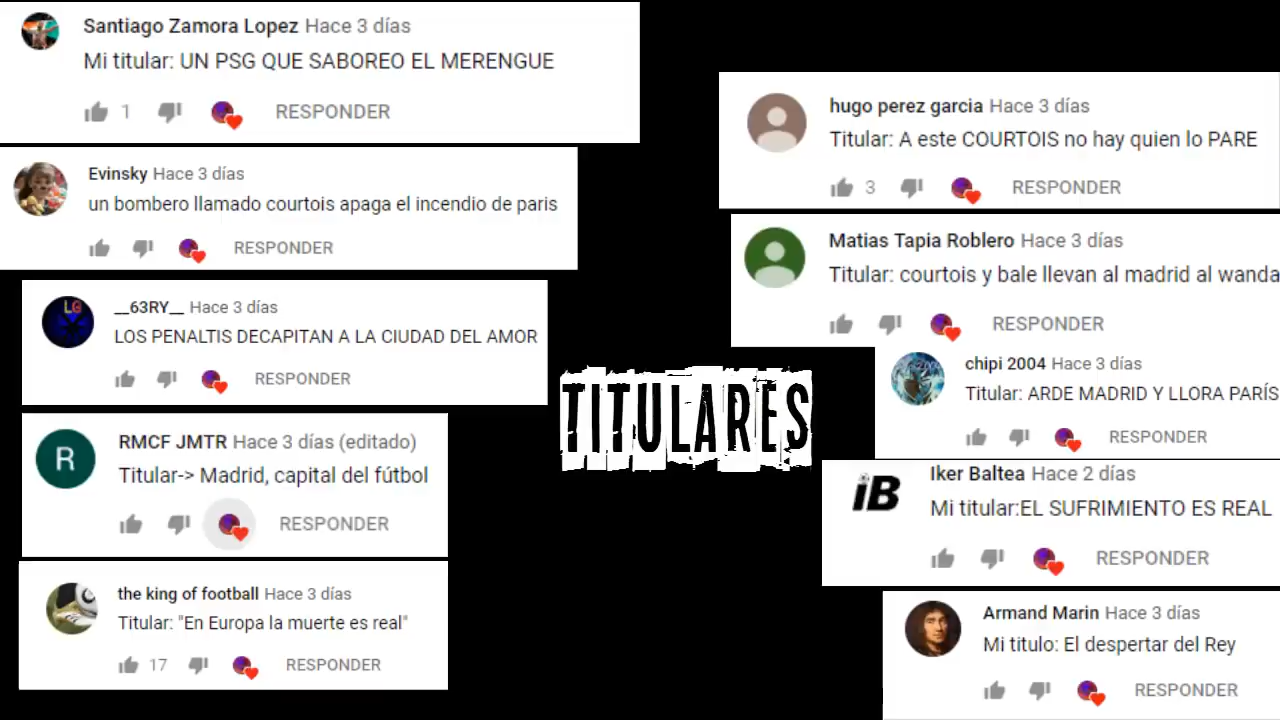 Santiago Zamora Lopez Hace 3 días
Mi titular: UN PSG QUE SABOREO EL MERENGUE
1 RESPONDER
Evinsky Hace 3 días
un bombero llamado courtois apaga el incendio de paris
RESPONDER
LG
__63RY__ Hace 3 días
LOS PENALTIS DECAPITAN A LA CIUDAD DEL AMOR
RESPONDER
R
RMCF JMTR Hace 3 días (editado)
Titular-> Madrid, capital del fútbol
RESPONDER
the king of football Hace 3 días
Titular: "En Europa la muerte es real"
17 RESPONDER
TITULARES
hugo perez garcia Hace 3 días
Titular: A este COURTOIS no hay quien lo PARE
3 RESPONDER
Matias Tapia Roblero Hace 3 días
Titular: courtois y bale llevan al madrid al wanda
RESPONDER
chipi 2004 Hace 3 días
Titular: ARDE MADRID Y LLORA PARÍS
RESPONDER
iB
Iker Baltea Hace 2 días
Mi titular:EL SUFRIMIENTO ES REAL
RESPONDER
Armand Marin Hace 3 días
Mi titulo: El despertar del Rey
RESPONDER